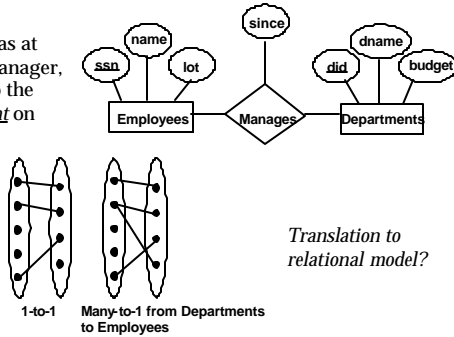 as at
anager,
the
nt on
since
name
ssn
lot
dname
did
budget
Employees
Manages
Departments
Translation to
relational model?
1-to-1
Many-to-1 from Departments
to Employees